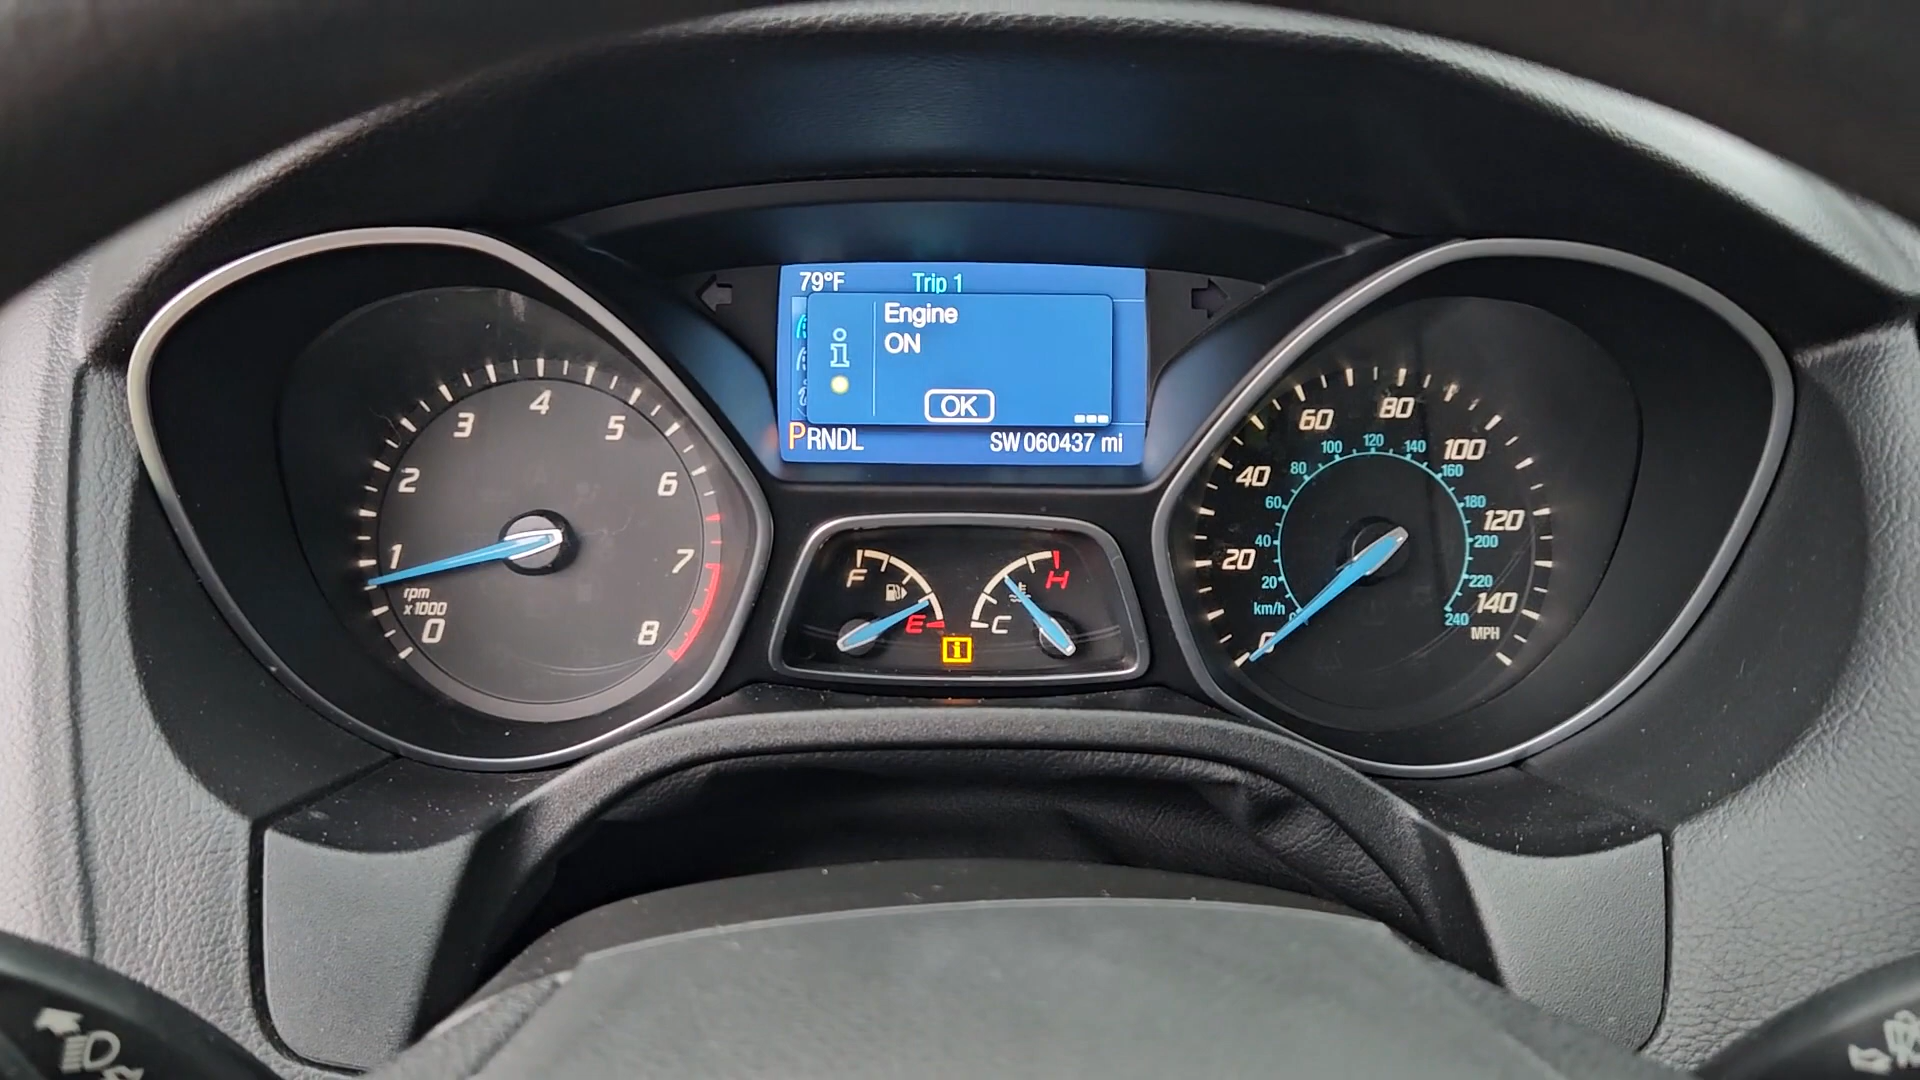 79°F Trip 1
Engine
ON
OK
PRNDL SW 060437 mi
0 1 2 3 4 5 6 7 8
rpm
x1000
F E
C H
20 40 60 80 100 120 140
MPH
20 40 60 80 100 120 140 160 180 200 220 240
km/h